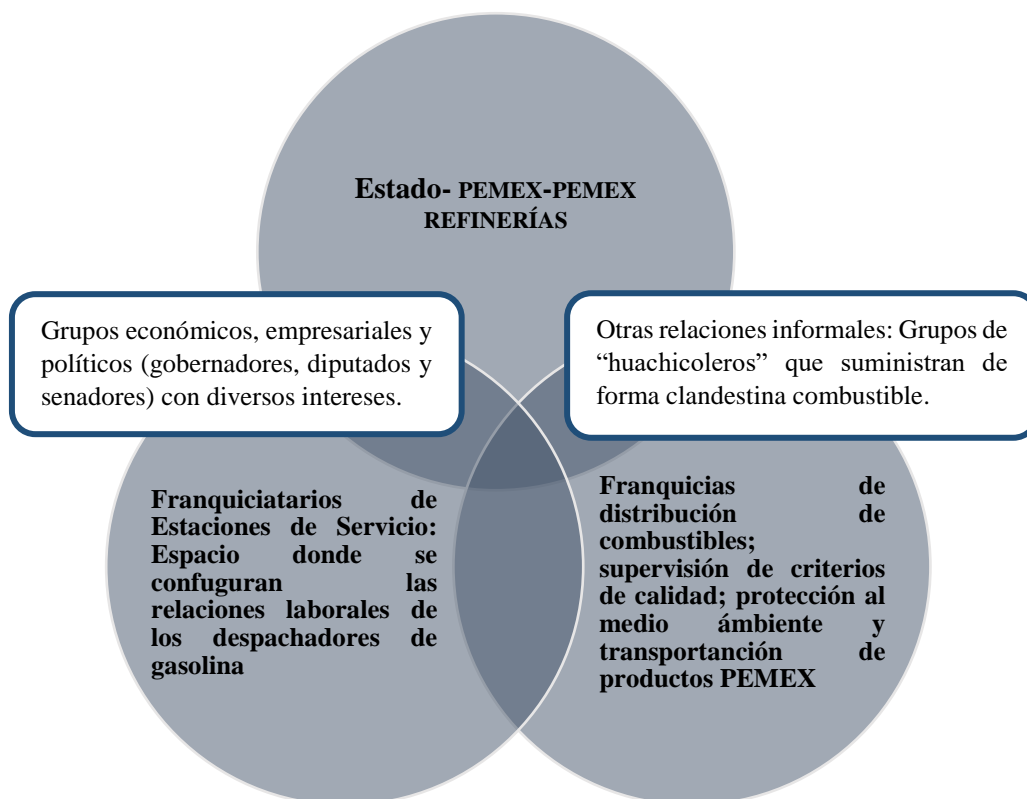 Estado- PEMEX-PEMEX
REFINERÍAS
Grupos económicos, empresariales y
políticos (gobernadores, diputados y
senadores) con diversos intereses.
Otras relaciones informales: Grupos de
“huachicoleros” que suministran de
forma clandestina combustible.
Franquiciatarios de
Estaciones de Servicio:
Espacio donde se
confuguran las
relaciones laborales de
los despachadores de
gasolina
Franquicias de
distribución de
combustibles;
supervisión de criterios
de calidad; protección al
medio ámbiente y
transportanción de
productos PEMEX